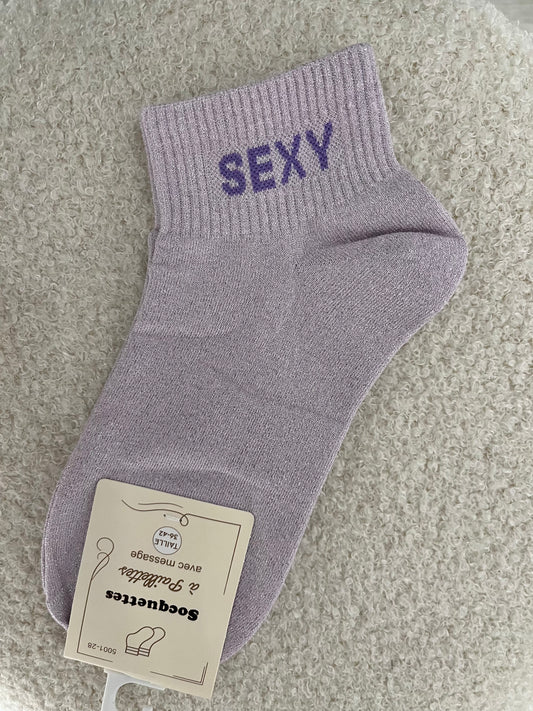 SEXY
5001-28
Socquettes
à Paillettes
avec message
TAILLE
36-42